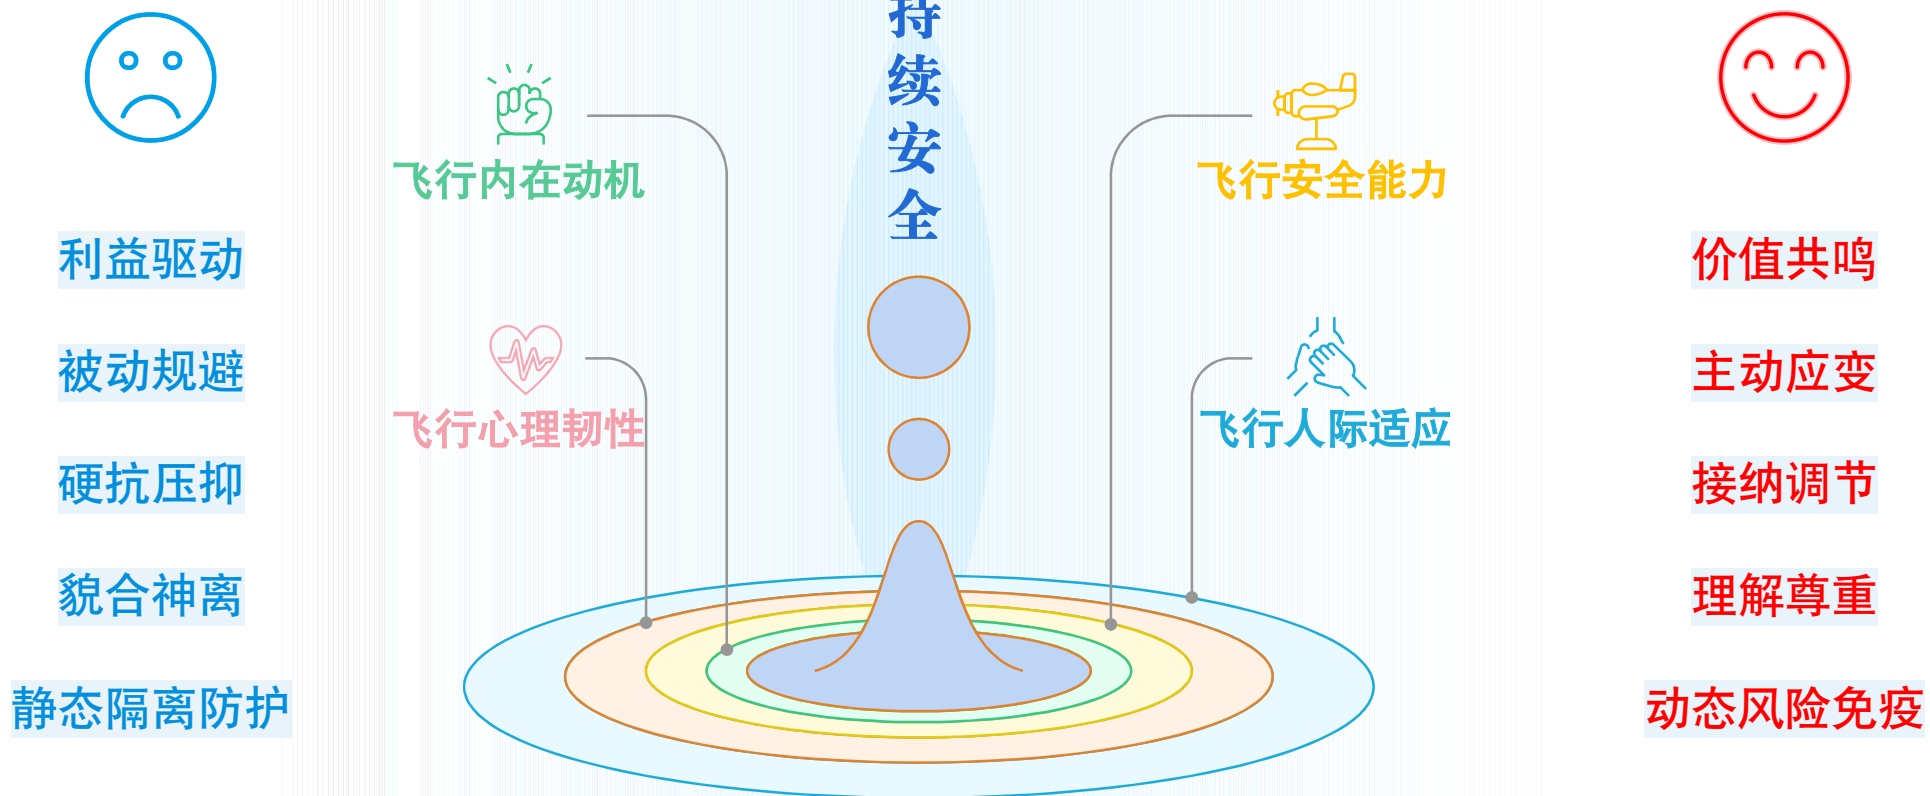 利益驱动
被动规避
硬抗压抑
貌合神离
静态隔离防护
飞行内在动机
飞行心理韧性
持续安全
飞行安全能力
飞行人际适应
价值共鸣
主动应变
接纳调节
理解尊重
动态风险免疫